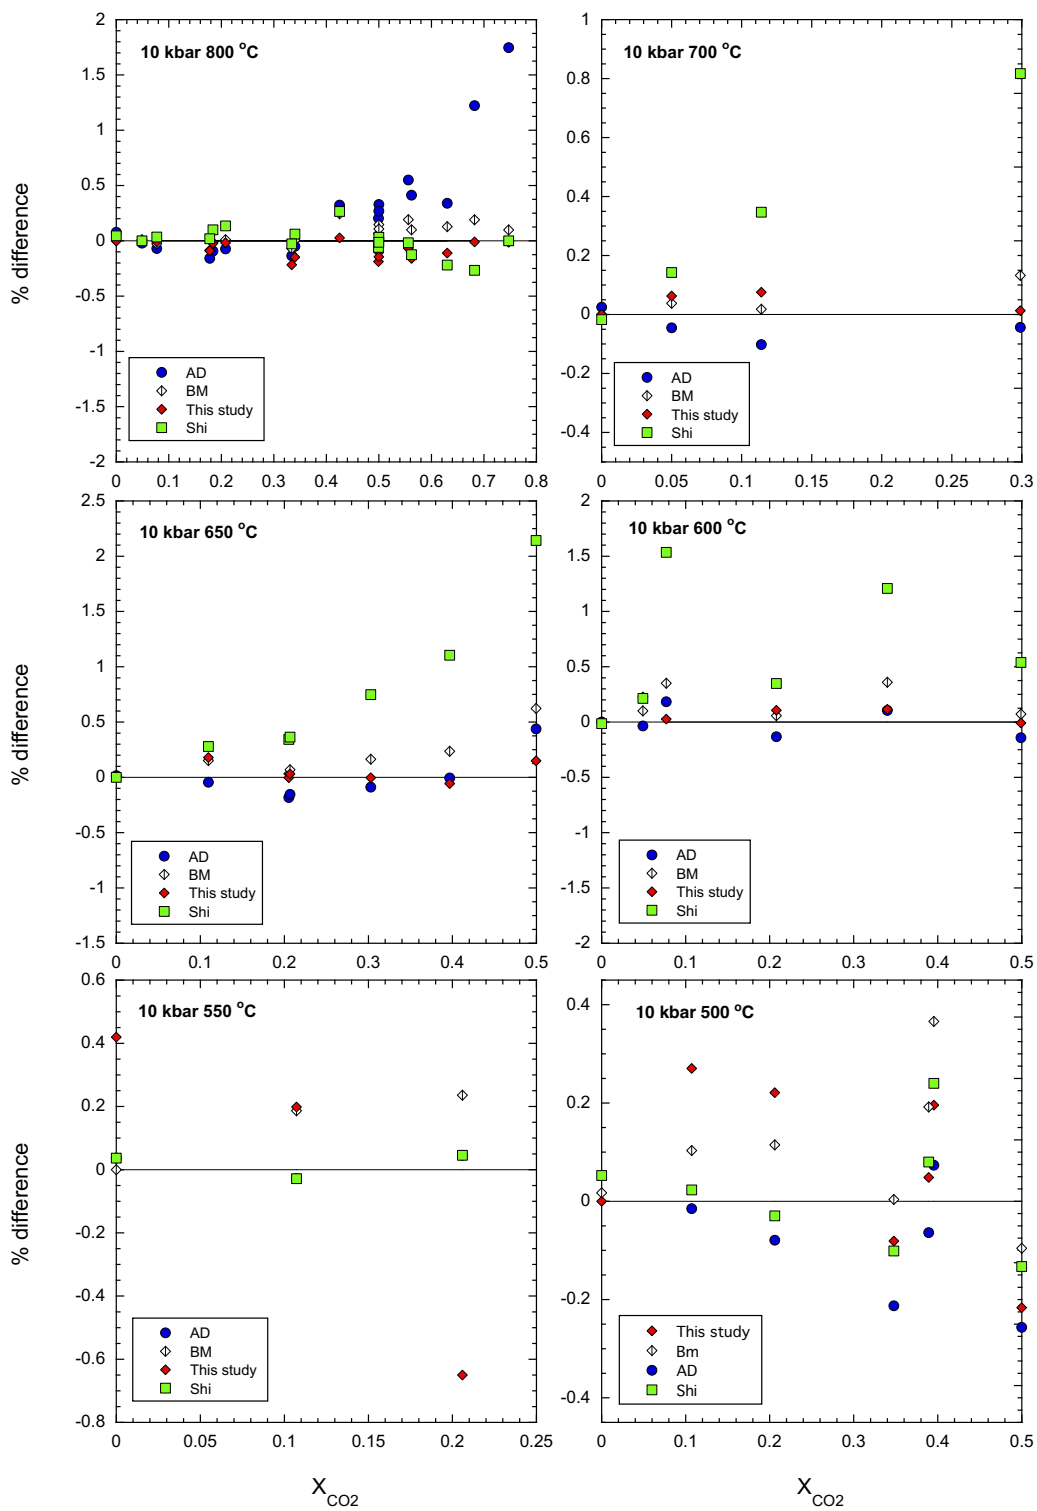 10 kbar 800 °C
2
1.5
1
0.5
0
-0.5
-1
-1.5
-2
% difference
AD
BM
This study
Shi
0 0.1 0.2 0.3 0.4 0.5 0.6 0.7 0.8
10 kbar 700 °C
1
0.8
0.6
0.4
0.2
0
-0.2
-0.4
AD
BM
This study
Shi
0 0.05 0.1 0.15 0.2 0.25 0.3
10 kbar 650 °C
2.5
2
1.5
1
0.5
0
-0.5
-1
-1.5
AD
BM
This study
Shi
0 0.1 0.2 0.3 0.4 0.5
10 kbar 600 °C
2
1.5
1
0.5
0
-0.5
-1
-1.5
-2
AD
BM
This study
Shi
0 0.1 0.2 0.3 0.4 0.5
10 kbar 550 °C
0.6
0.4
0.2
0
-0.2
-0.4
-0.6
-0.8
% difference
AD
BM
This study
Shi
0 0.05 0.1 0.15 0.2 0.25
XCO2
10 kbar 500 °C
0.4
0.2
0
-0.2
-0.4
This study
Bm
AD
Shi
0 0.1 0.2 0.3 0.4 0.5
XCO2